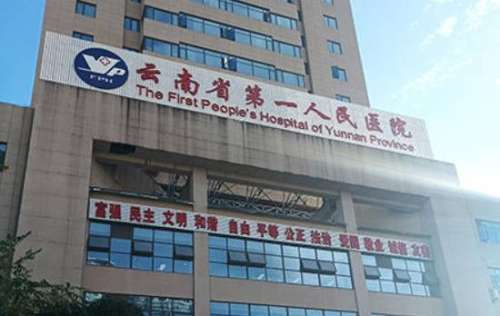 云南省第一人民医院
The First People's Hospital of Yunnan Province
FPH
富强 民主 文明 和谐 自由 平等 公正 法治 爱国 敬业 诚信 友善